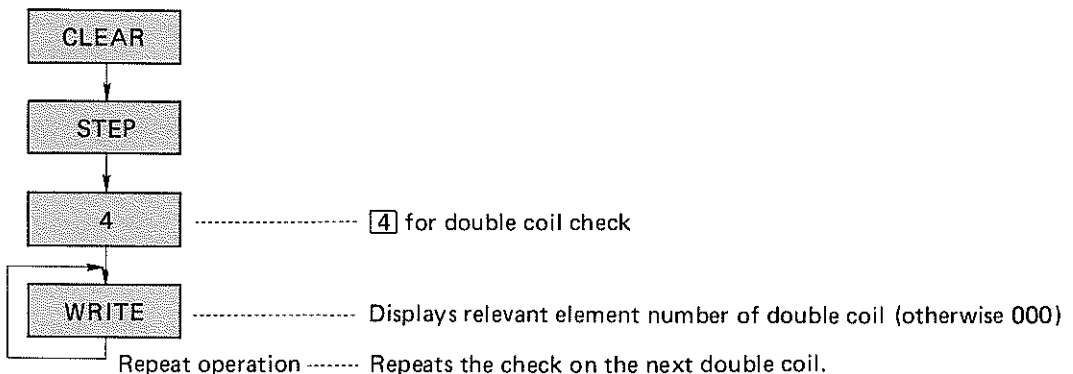 CLEAR
STEP
4 ---------- 4 for double coil check
WRITE ---------- Displays relevant element number of double coil (otherwise 000)
Repeat operation ------- Repeats the check on the next double coil.